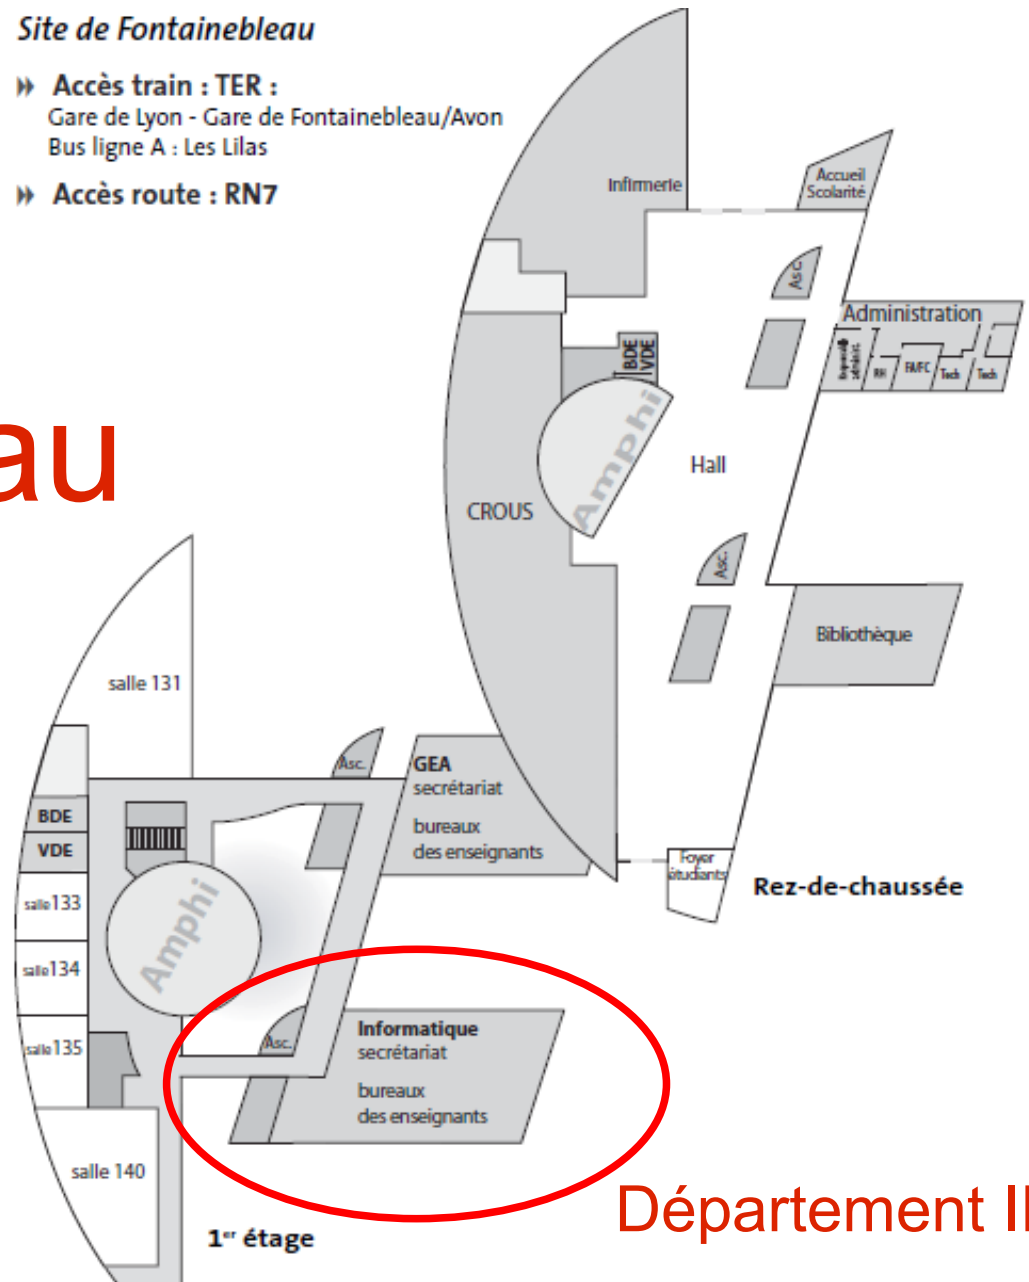 Site de Fontainebleau
Accès train : TER :
Gare de Lyon - Gare de Fontainebleau/Avon
Bus ligne A : Les Lilas
Accès route : RN7
Infirmerie
Accueil
Scolarité
Asc.
Administration
RH
Tech
Tech
BDE
VDE
Amphi
Hall
CROUS
Asc.
Bibliothèque
Foyer
étudiants
Rez-de-chaussée
au
salle 131
Asc.
GEA
secrétariat
bureaux
des enseignants
BDE
VDE
salle 133
salle 134
salle 135
Amphi
Asc.
Informatique
secrétariat
bureaux
des enseignants
salle 140
1er étage
Département